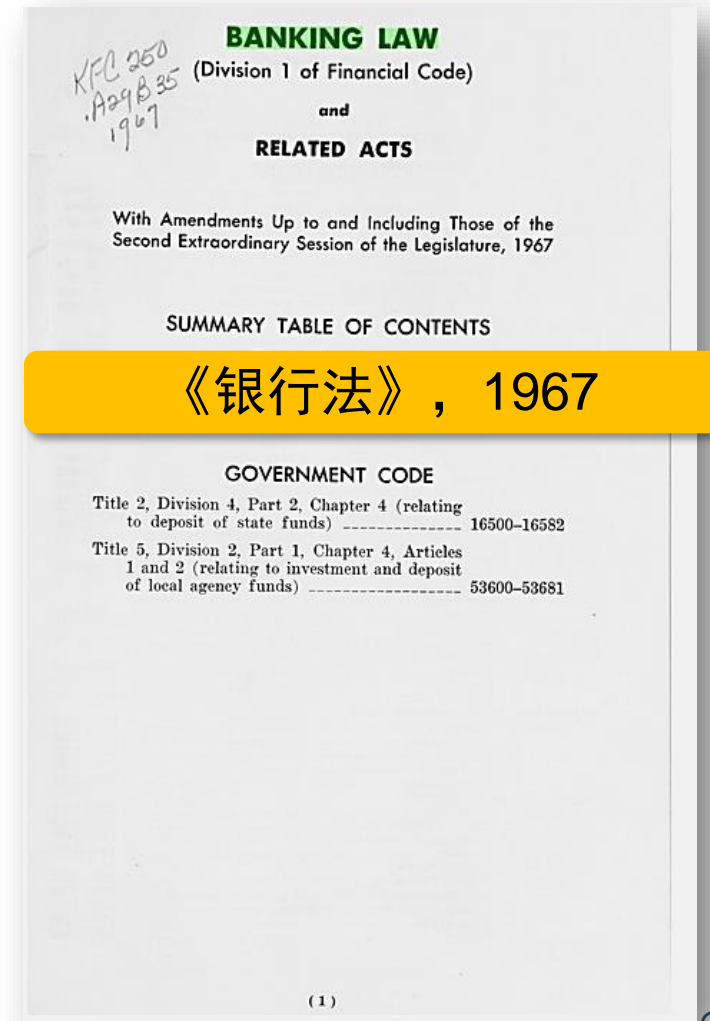 BANKING LAW
(Division 1 of Financial Code)
KFC 250
.A29B35
1967
and
RELATED ACTS
With Amendments Up to and Including Those of the
Second Extraordinary Session of the Legislature, 1967
SUMMARY TABLE OF CONTENTS
《银行法》，1967
GOVERNMENT CODE
Title 2, Division 4, Part 2, Chapter 4 (relating
to deposit of state funds) ______________ 16500–16582
Title 5, Division 2, Part 1, Chapter 4, Articles
1 and 2 (relating to investment and deposit
of local agency funds) __________________ 53600–53681
(1)